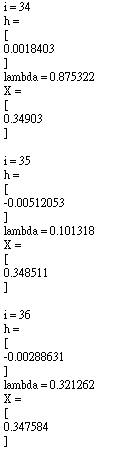 i = 34
h =
[
0.0018403
]
lambda = 0.875322
X =
[
0.34903
]
i = 35
h =
[
-0.00512053
]
lambda = 0.101318
X =
[
0.348511
]
i = 36
h =
[
-0.00288631
]
lambda = 0.321262
X =
[
0.347584
]